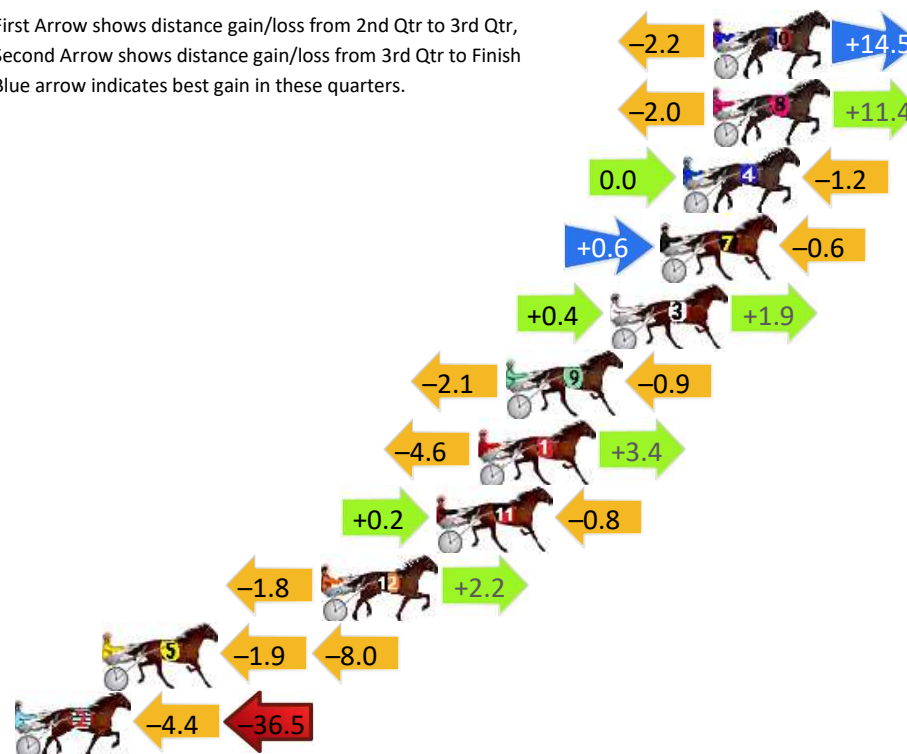 First Arrow shows distance gain/loss from 2nd Qtr to 3rd Qtr,
Second Arrow shows distance gain/loss from 3rd Qtr to Finish
Blue arrow indicates best gain in these quarters.
–2.2 10 +14.5
–2.0 8 +11.4
0.0 4 –1.2
+0.6 7 –0.6
+0.4 3 +1.9
–2.1 9 –0.9
–4.6 1 +3.4
+0.2 11 –0.8
–1.8 12 +2.2
5 –1.9 –8.0
–4.4 –36.5